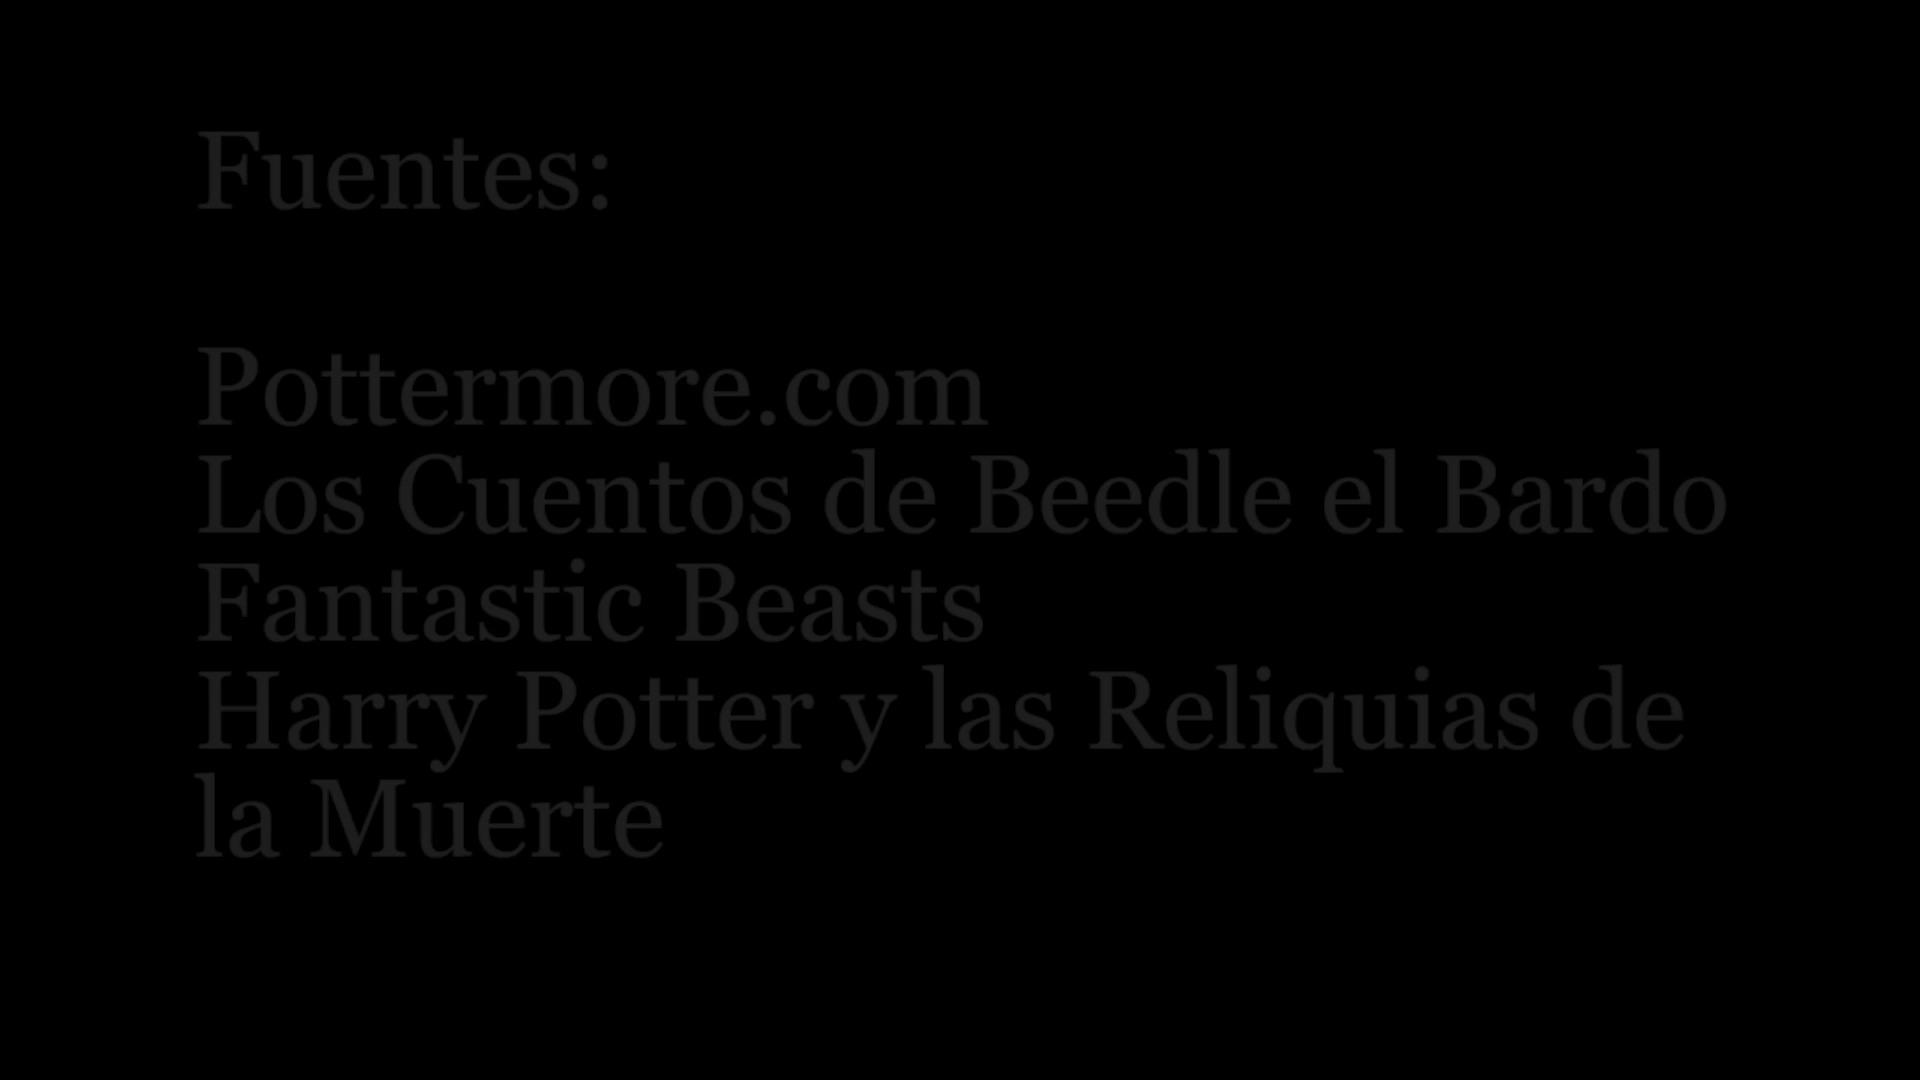 Fuentes:
Pottermore.com
Los Cuentos de Beedle el Bardo
Fantastic Beasts
Harry Potter y las Reliquias de
la Muerte